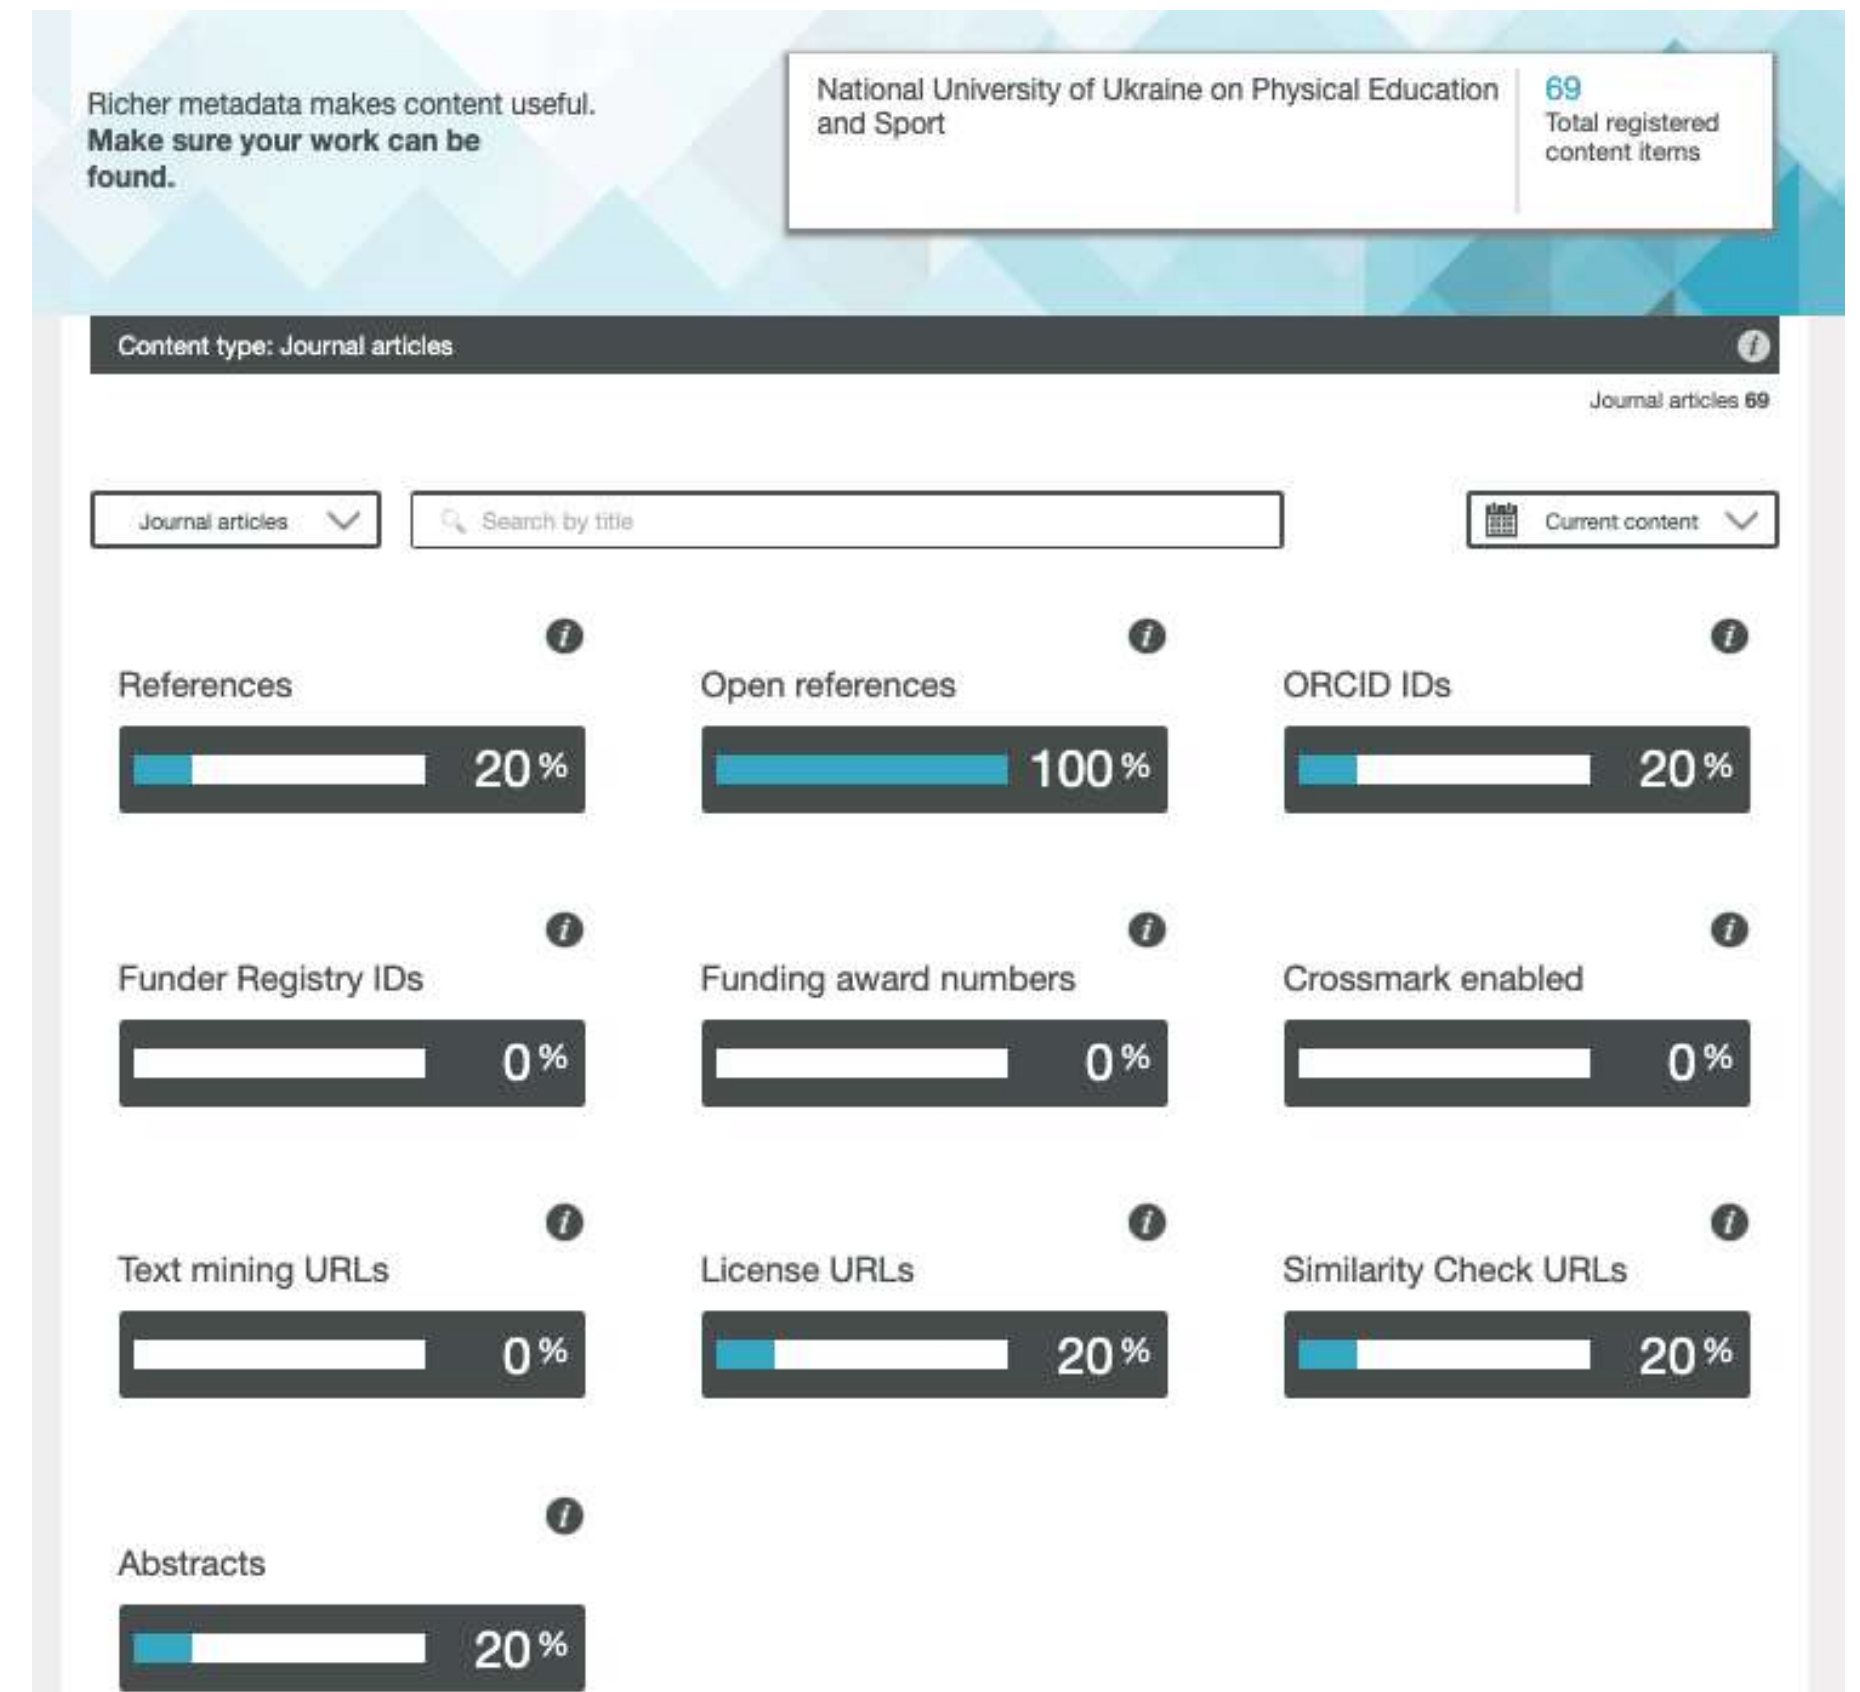 Richer metadata makes content useful.
Make sure your work can be
found.
National University of Ukraine on Physical Education
and Sport
69
Total registered
content items
Content type: Journal articles
Journal articles 69
Journal articles
Search by title
Current content
References
Open references
ORCID IDs
20%
100%
20%
Funder Registry IDs
Funding award numbers
Crossmark enabled
0%
0%
0%
Text mining URLs
License URLs
Similarity Check URLs
0%
20%
20%
Abstracts
20%